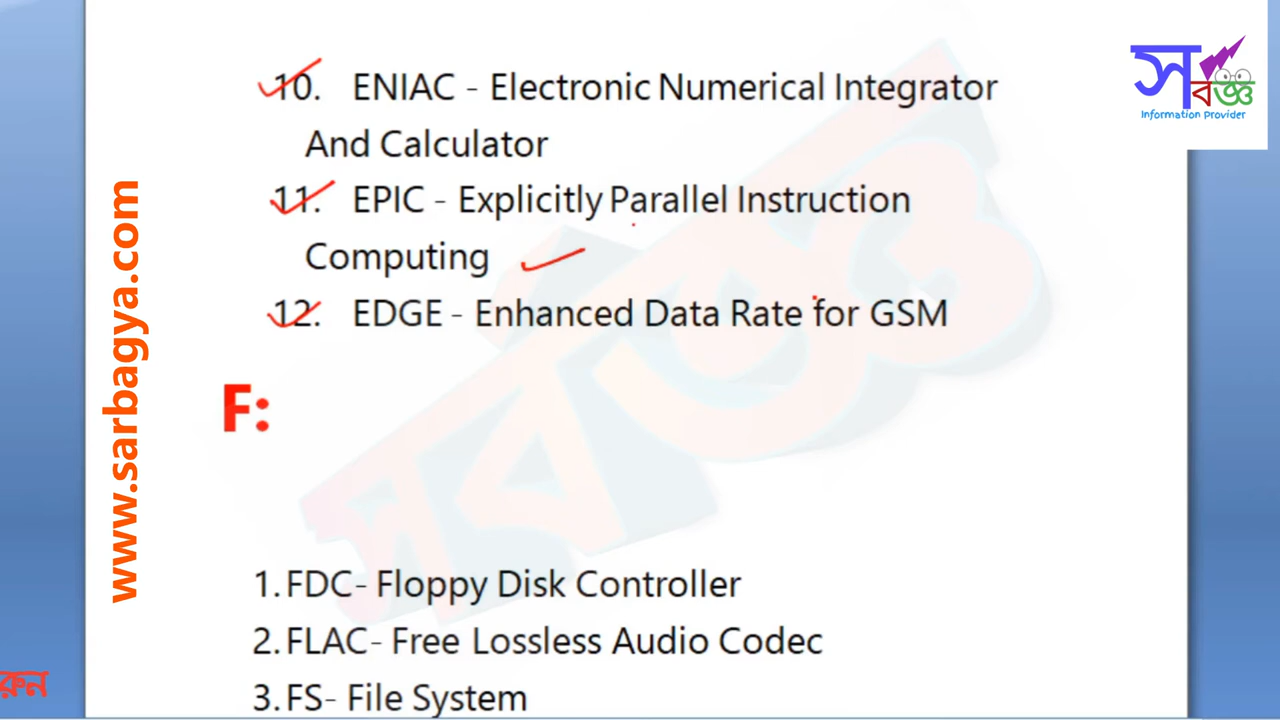 10. ENIAC - Electronic Numerical Integrator
And Calculator
11. EPIC - Explicitly Parallel Instruction
Computing
12. EDGE - Enhanced Data Rate for GSM
F:
1. FDC- Floppy Disk Controller
2. FLAC- Free Lossless Audio Codec
3. FS- File System
www.sarbagya.com
সবজ্ঞ
Information Provider
সবজ্ঞ
রুন